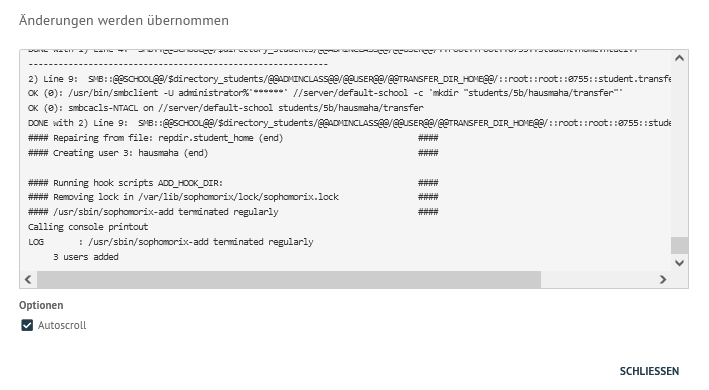 Änderungen werden übernommen
------------------------------------------------------------
2) Line 9:  SMB::@@SCHOOL@@/$directory_students/@@ADMINCLASS@@/@@USER@@/@@TRANSFER_DIR_HOME@@/::root::root::0755::student.transfe
OK (0): /usr/bin/smbclient -U administrator%'******' //server/default-school -c 'mkdir "students/5b/hausmaha/transfer"'
OK (0): smbcacls-NTACL on //server/default-school students/5b/hausmaha/transfer
DONE with 2) Line 9:  SMB::@@SCHOOL@@/$directory_students/@@ADMINCLASS@@/@@USER@@/@@TRANSFER_DIR_HOME@@/::root::root::0755::stude
#### Repairing from file: repdir.student_home (end) ####
#### Creating user 3: hausmaha (end) ####
#### Running hook scripts ADD_HOOK_DIR: ####
#### Removing lock in /var/lib/sophomorix/lock/sophomorix.lock ####
#### /usr/sbin/sophomorix-add terminated regularly ####
Calling console printout
LOG : /usr/sbin/sophomorix-add terminated regularly
3 users added
Optionen
Autoscroll
SCHLIESSEN